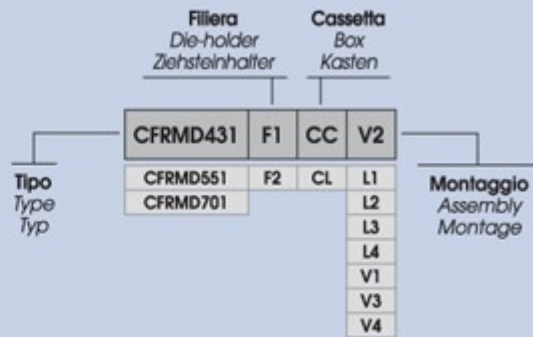 Filiera
Die-holder
Ziehsteinhalter
Cassetta
Box
Kasten
CFRMD431 F1 CC V2
Tipo
Type
Typ
CFRMD551 F2 CL L1
CFRMD701 L2
L3
L4
V1
V3
V4
Montaggio
Assembly
Montage